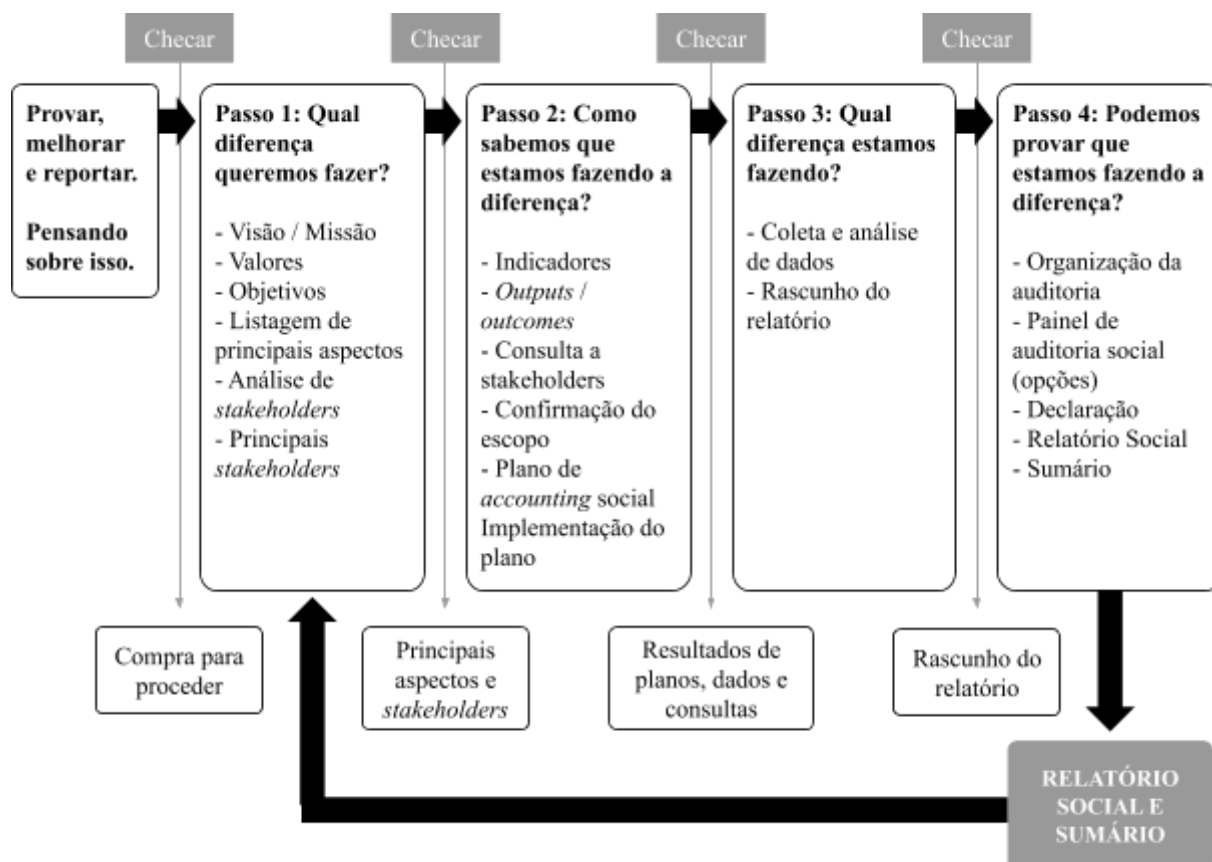 Checar
Checar
Checar
Checar
Provar,
melhorar
e reportar.
Pensando
sobre isso.
Passo 1: Qual
diferença
queremos fazer?
- Visão / Missão
- Valores
- Objetivos
- Listagem de
principais aspectos
- Análise de
stakeholders
- Principais
stakeholders
Passo 2: Como
sabemos que
estamos fazendo a
diferença?
- Indicadores
- Outputs /
outcomes
- Consulta a
stakeholders
- Confirmação do
escopo
- Plano de
accounting social
Implementação do
plano
Passo 3: Qual
diferença estamos
fazendo?
- Coleta e análise
de dados
- Rascunho do
relatório
Passo 4: Podemos
provar que
estamos fazendo a
diferença?
- Organização da
auditoria
- Painel de
auditoria social
(opções)
- Declaração
- Relatório Social
- Sumário
Compra para
proceder
Principais
aspectos e
stakeholders
Resultados de
planos, dados e
consultas
Rascunho do
relatório
RELATÓRIO
SOCIAL E
SUMÁRIO